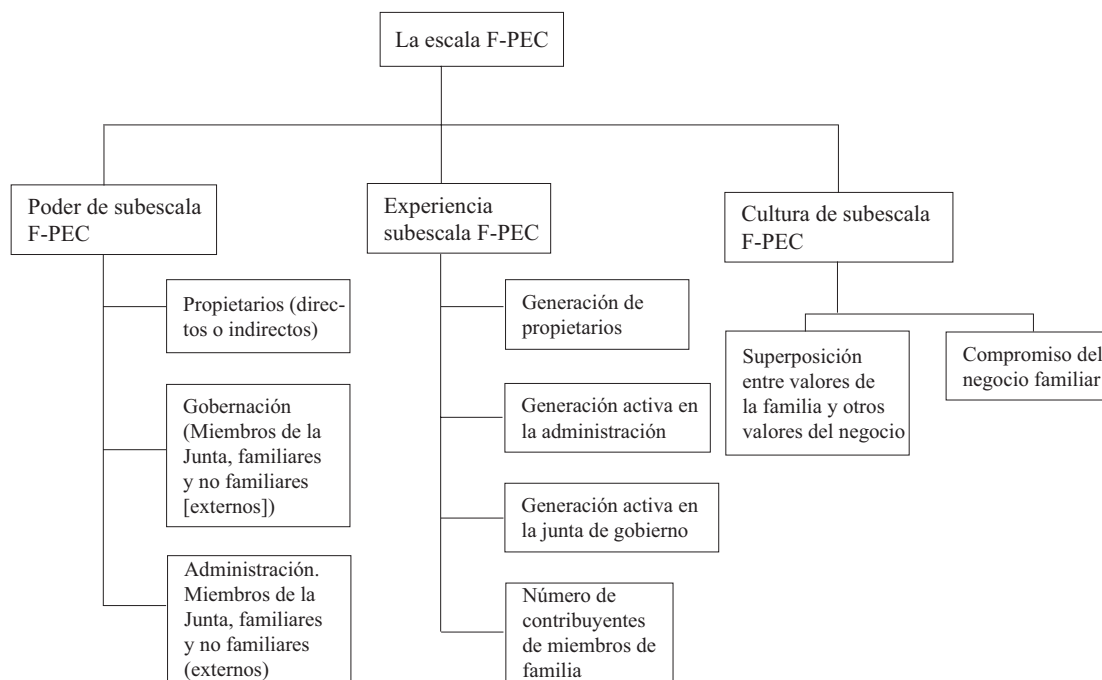 La escala F-PEC
Poder de subescala
F-PEC
Propietarios (direc-
tos o indirectos)
Gobernación
(Miembros de la
Junta, familiares
y no familiares
[externos])
Administración.
Miembros de la
Junta, familiares
y no familiares
(externos)
Experiencia
subescala F-PEC
Generación de
propietarios
Generación activa en
la administración
Generación activa en
la junta de gobierno
Número de
contribuyentes
de miembros de
familia
Cultura de subescala
F-PEC
Superposición
entre valores de
la familia y otros
valores del negocio
Compromiso del
negocio familiar